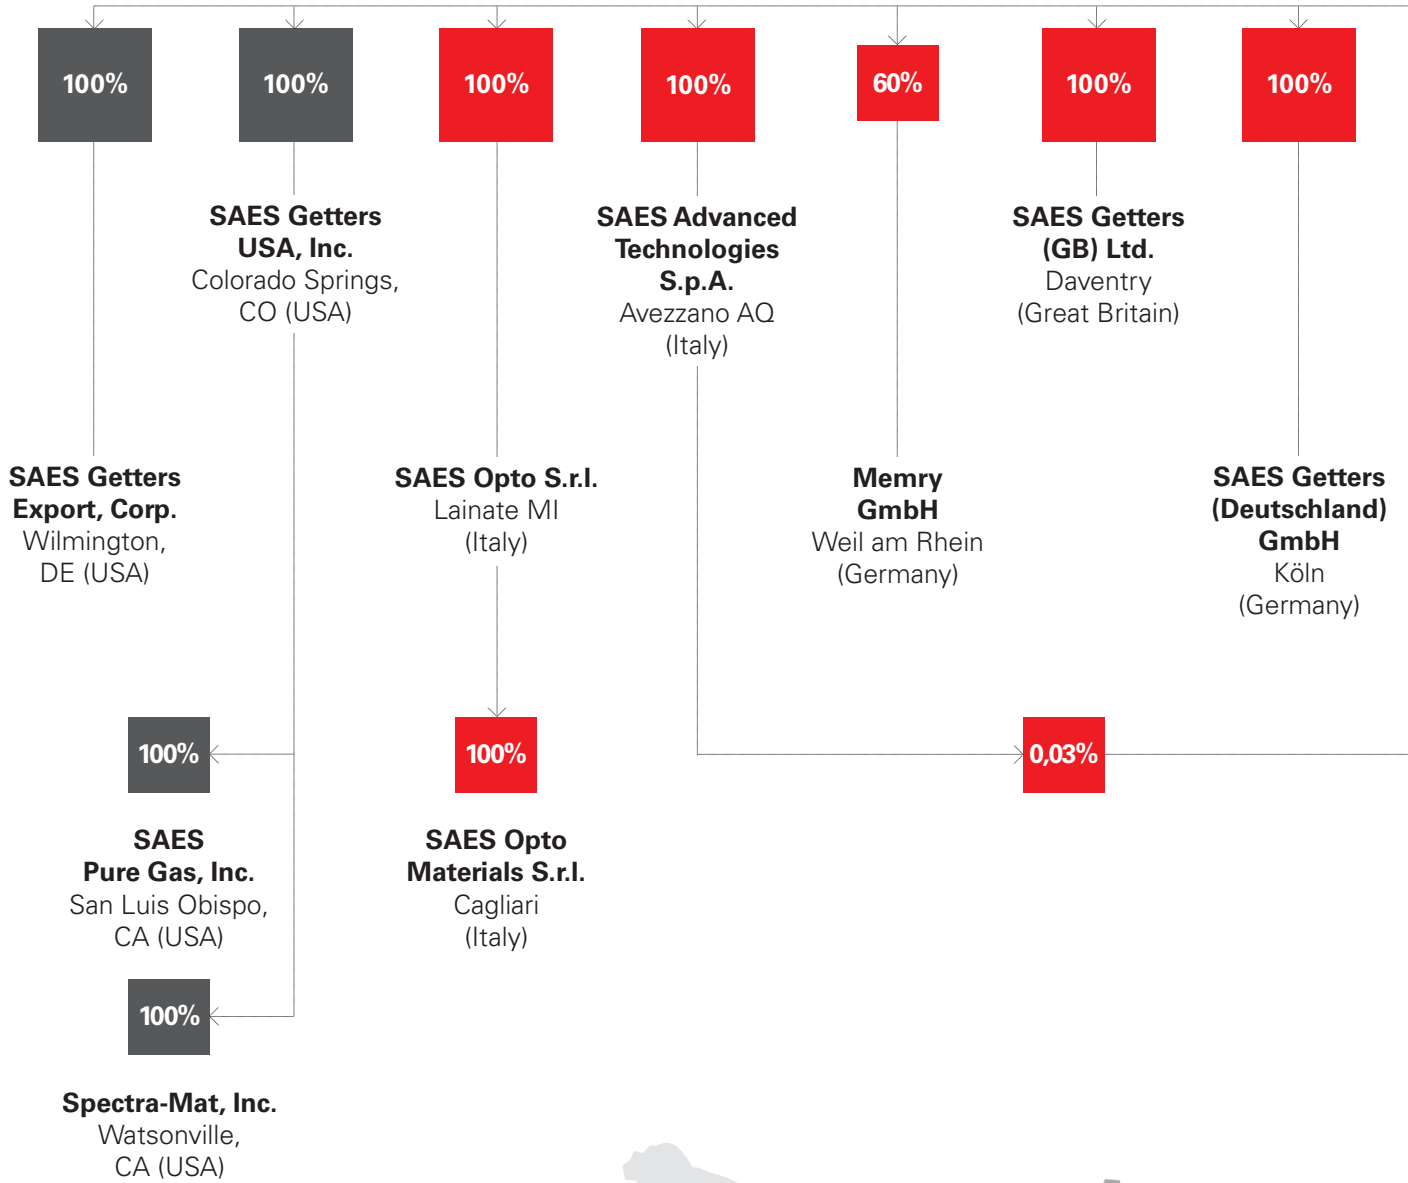 100%
100%
100%
100%
60%
100%
100%
SAES Getters
USA, Inc.
Colorado Springs,
CO (USA)
SAES Advanced
Technologies
S.p.A.
Avezzano AQ
(Italy)
SAES Getters
(GB) Ltd.
Daventry
(Great Britain)
SAES Getters
Export, Corp.
Wilmington,
DE (USA)
SAES Opto S.r.l.
Lainate MI
(Italy)
Memry
GmbH
Weil am Rhein
(Germany)
SAES Getters
(Deutschland)
GmbH
Köln
(Germany)
100%
100%
0,03%
SAES
Pure Gas, Inc.
San Luis Obispo,
CA (USA)
SAES Opto
Materials S.r.l.
Cagliari
(Italy)
100%
Spectra-Mat, Inc.
Watsonville,
CA (USA)